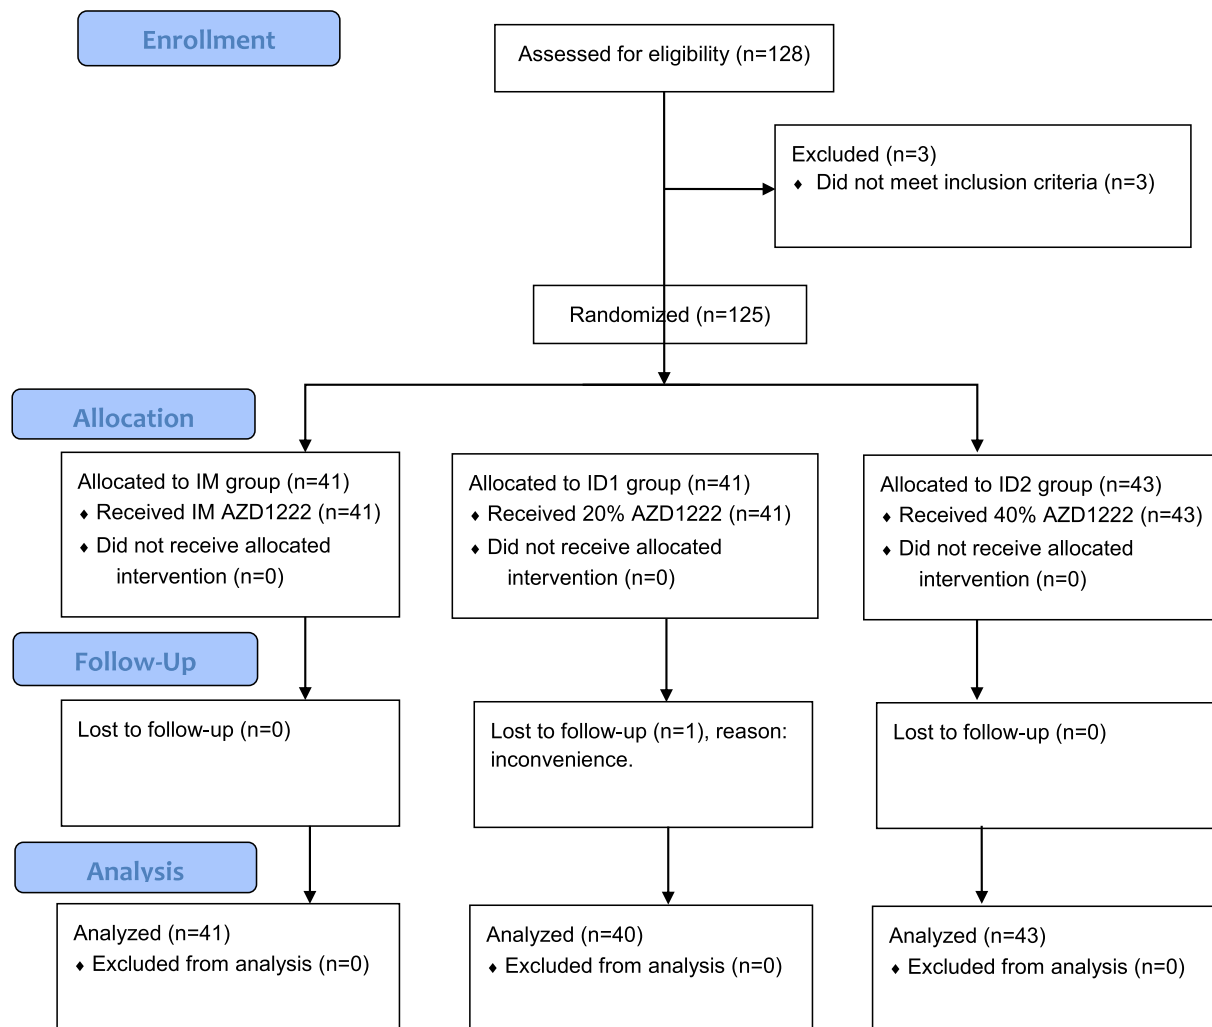 Enrollment
Assessed for eligibility (n=128)
Excluded (n=3)
♦ Did not meet inclusion criteria (n=3)
Randomized (n=125)
Allocation
Allocated to IM group (n=41)
♦ Received IM AZD1222 (n=41)
♦ Did not receive allocated
intervention (n=0)
Allocated to ID1 group (n=41)
♦ Received 20% AZD1222 (n=41)
♦ Did not receive allocated
intervention (n=0)
Allocated to ID2 group (n=43)
♦ Received 40% AZD1222 (n=43)
♦ Did not receive allocated
intervention (n=0)
Follow-Up
Lost to follow-up (n=0)
Lost to follow-up (n=1), reason:
inconvenience.
Lost to follow-up (n=0)
Analysis
Analyzed (n=41)
♦ Excluded from analysis (n=0)
Analyzed (n=40)
♦ Excluded from analysis (n=0)
Analyzed (n=43)
♦ Excluded from analysis (n=0)